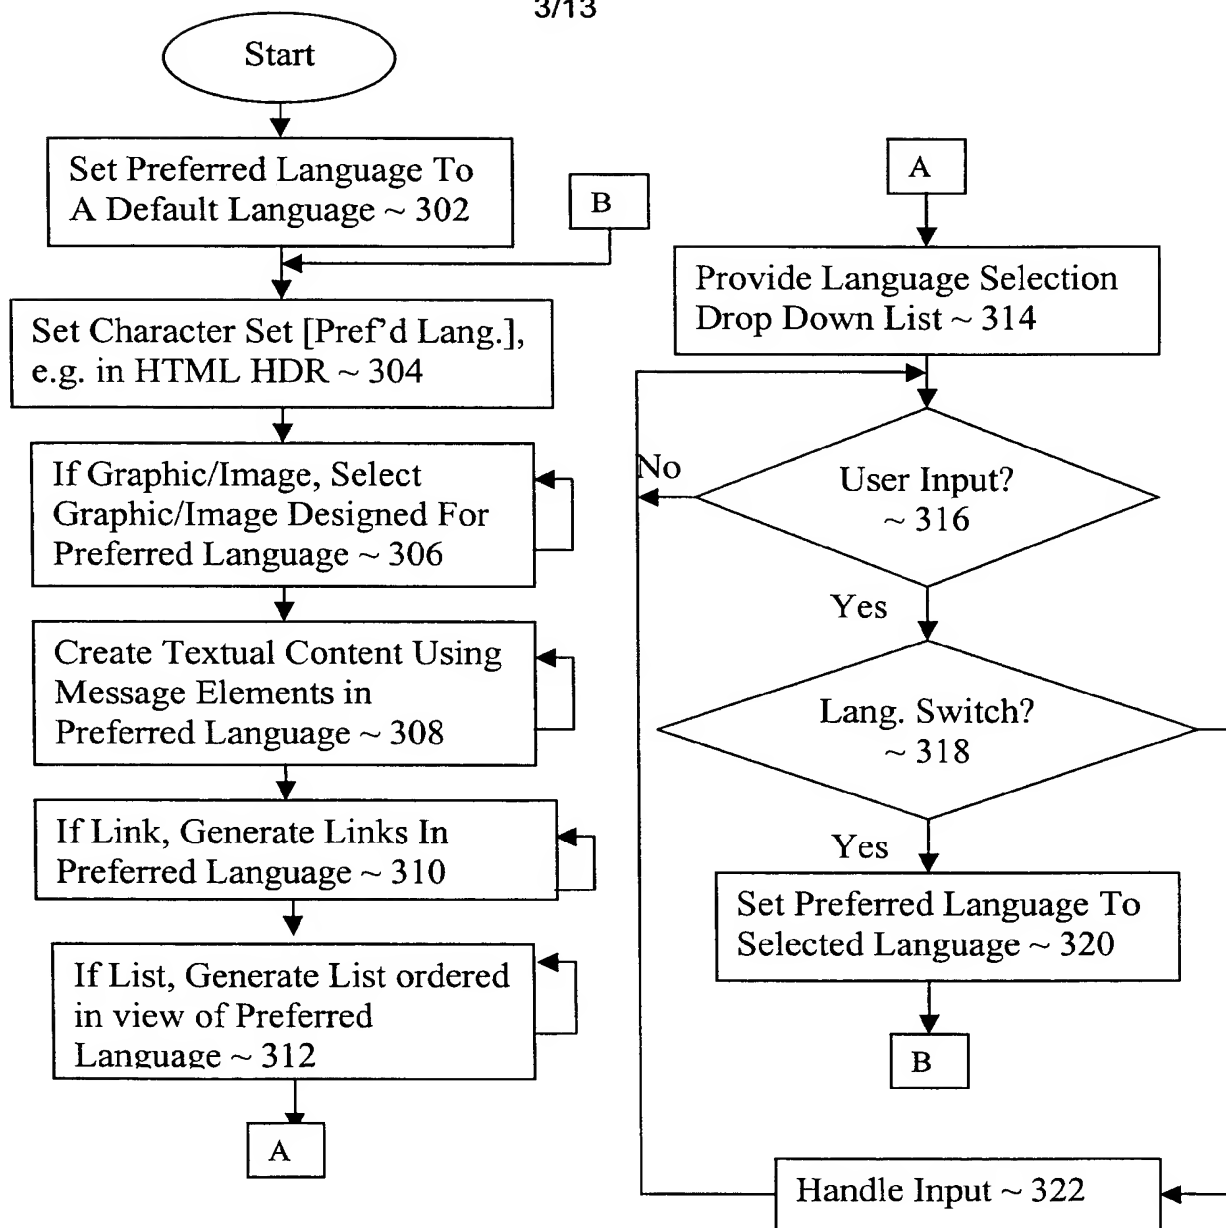 3/13
Start
Set Preferred Language To
A Default Language ~ 302
B
Set Character Set [Pref'd Lang.],
e.g. in HTML HDR ~ 304
If Graphic/Image, Select
Graphic/Image Designed For
Preferred Language ~ 306
Create Textual Content Using
Message Elements in
Preferred Language ~ 308
If Link, Generate Links In
Preferred Language ~ 310
If List, Generate List ordered
in view of Preferred
Language ~ 312
A
A
Provide Language Selection
Drop Down List ~ 314
No
User Input?
~ 316
Yes
Lang. Switch?
~ 318
Yes
Set Preferred Language To
Selected Language ~ 320
B
Handle Input ~ 322